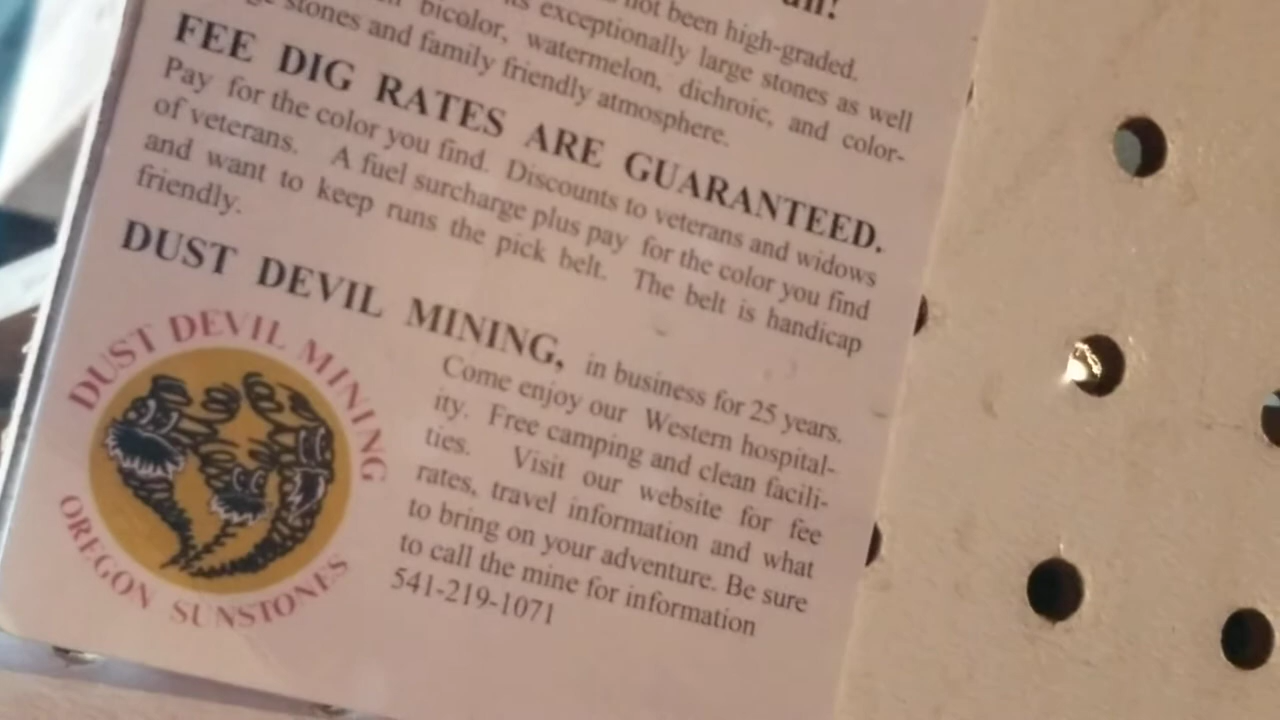 not been high-graded.
exceptionally large stones as well
bicolor, watermelon, dichroic, and color-
stones and family friendly atmosphere.
FEE DIG RATES ARE GUARANTEED.
Pay for the color you find. Discounts to veterans and widows
of veterans. A fuel surcharge plus pay for the color you find
and want to keep runs the pick belt. The belt is handicap
friendly.
DUST DEVIL MINING, in business for 25 years.
Come enjoy our Western hospital-
ity. Free camping and clean facili-
ties. Visit our website for fee
rates, travel information and what
to bring on your adventure. Be sure
to call the mine for information
541-219-1071
DUST DEVIL MINING
OREGON SUNSTONES